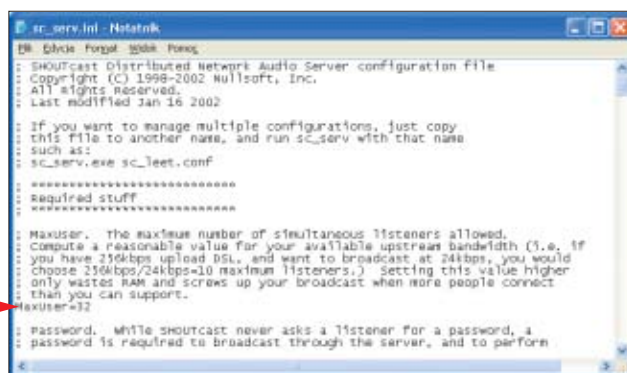 sc_serv.ini - Notatnik
Plik Edycja Format Widok Pomoc
; SHOUTcast Distributed Network Audio Server configuration file
; Copyright (C) 1998-2002 Nullsoft, Inc.
; All Rights Reserved.
; Last modified Jan 16 2002
; If you want to manage multiple configurations, just copy
; this file to another name, and run sc_serv with that name
; such as:
; sc_serv.exe sc_leet.conf
; ****************************
; Required stuff
; ****************************
; MaxUser. The maximum number of simultaneous listeners allowed.
; Compute a reasonable value for your available upstream bandwidth (i.e. if
; you have 256kbps upload DSL, and want to broadcast at 24kbps, you would
; choose 256kbps/24kbps=10 maximum listeners.) Setting this value higher
; only wastes RAM and screws up your broadcast when more people connect
; than you can support.
MaxUser=32
; Password. While SHOUTcast never asks a listener for a password, a
; password is required to broadcast through the server, and to perform